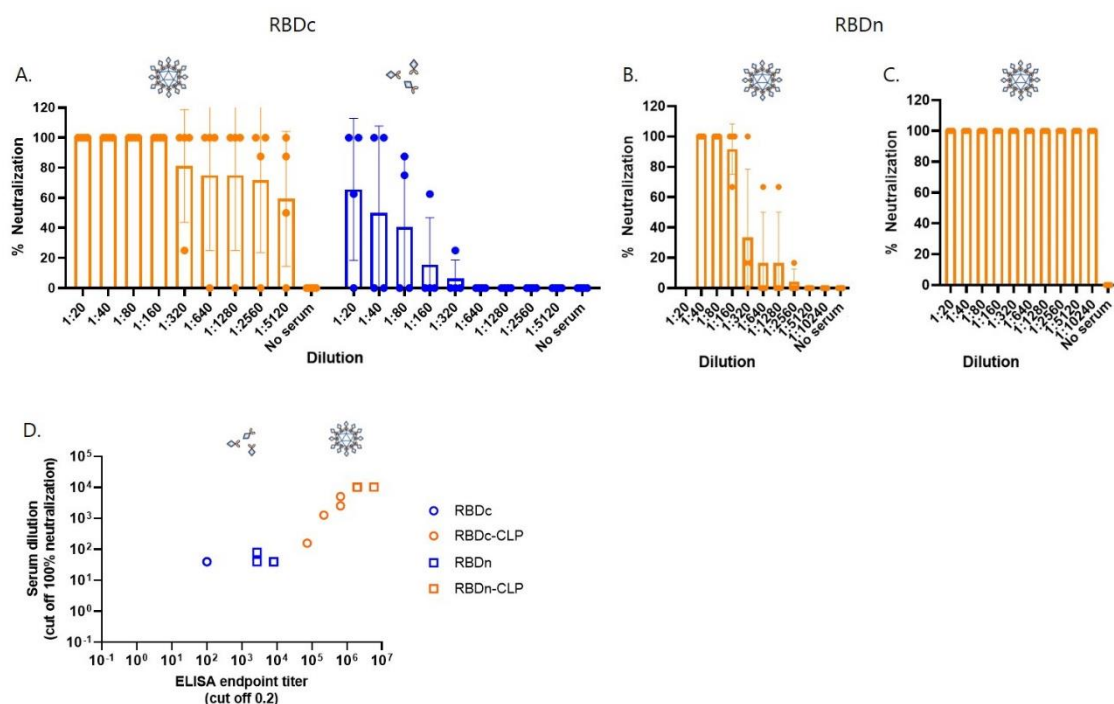 RBDc
RBDn
A.
% Neutralization
120
100
80
60
40
20
0
1:20
1:40
1:80
1:160
1:320
1:640
1:1280
1:2560
1:5120
No serum
1:20
1:40
1:80
1:160
1:320
1:640
1:1280
1:2560
1:5120
No serum
Dilution
B.
% Neutralization
120
100
80
60
40
20
0
1:20
1:40
1:80
1:160
1:320
1:640
1:1280
1:2560
1:5120
1:10240
No serum
Dilution
C.
% Neutralization
120
100
80
60
40
20
0
1:20
1:40
1:80
1:160
1:320
1:640
1:1280
1:2560
1:5120
1:10240
No serum
Dilution
D.
Serum dilution
(cut off 100% neutralization)
10⁵
10⁴
10³
10²
10¹
10⁰
10⁻¹
10⁻¹ 10⁰ 10¹ 10² 10³ 10⁴ 10⁵ 10⁶ 10⁷
ELISA endpoint titer
(cut off 0.2)
RBDc
RBDc-CLP
RBDn
RBDn-CLP